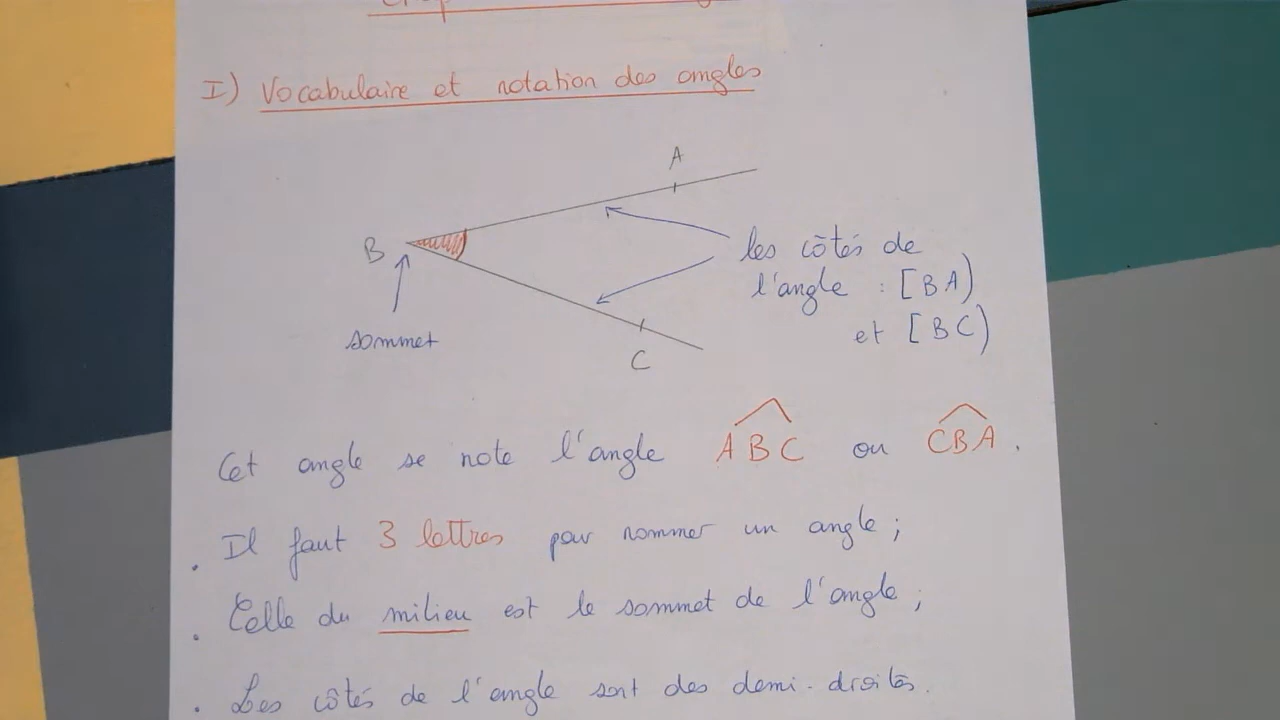 I) Vocabulaire et notation des angles
A
B
les côtés de
l'angle : [BA)
et [BC)
sommet
C
Cet angle se note l'angle ABC ou CBA.
. Il faut 3 lettres pour nommer un angle ;
. Celle du milieu est le sommet de l'angle ;
. Les côtés de l'angle sont des demi-droites.